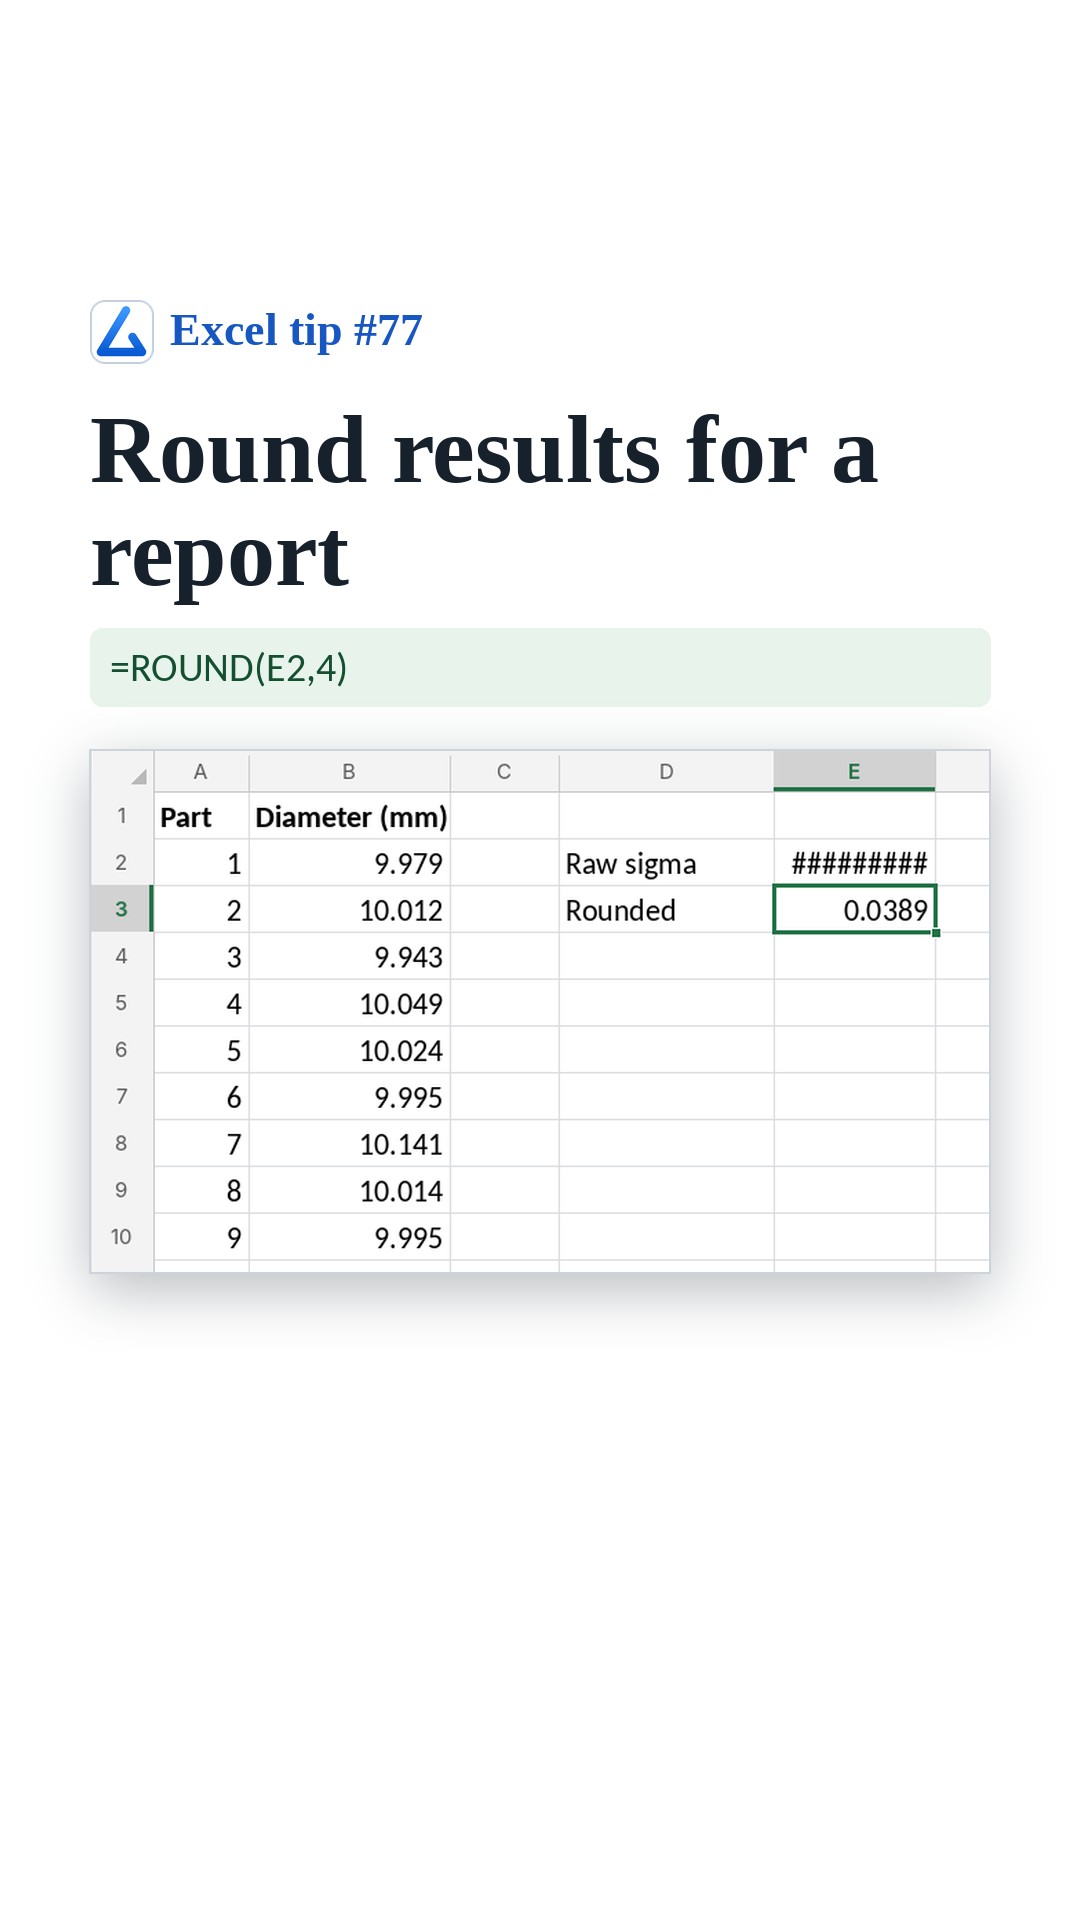 Excel tip #77
Round results for a
report
=ROUND(E2,4)
A B C D E
1 Part Diameter (mm)
2 1 9.979 Raw sigma #########
3 2 10.012 Rounded 0.0389
4 3 9.943
5 4 10.049
6 5 10.024
7 6 9.995
8 7 10.141
9 8 10.014
10 9 9.995